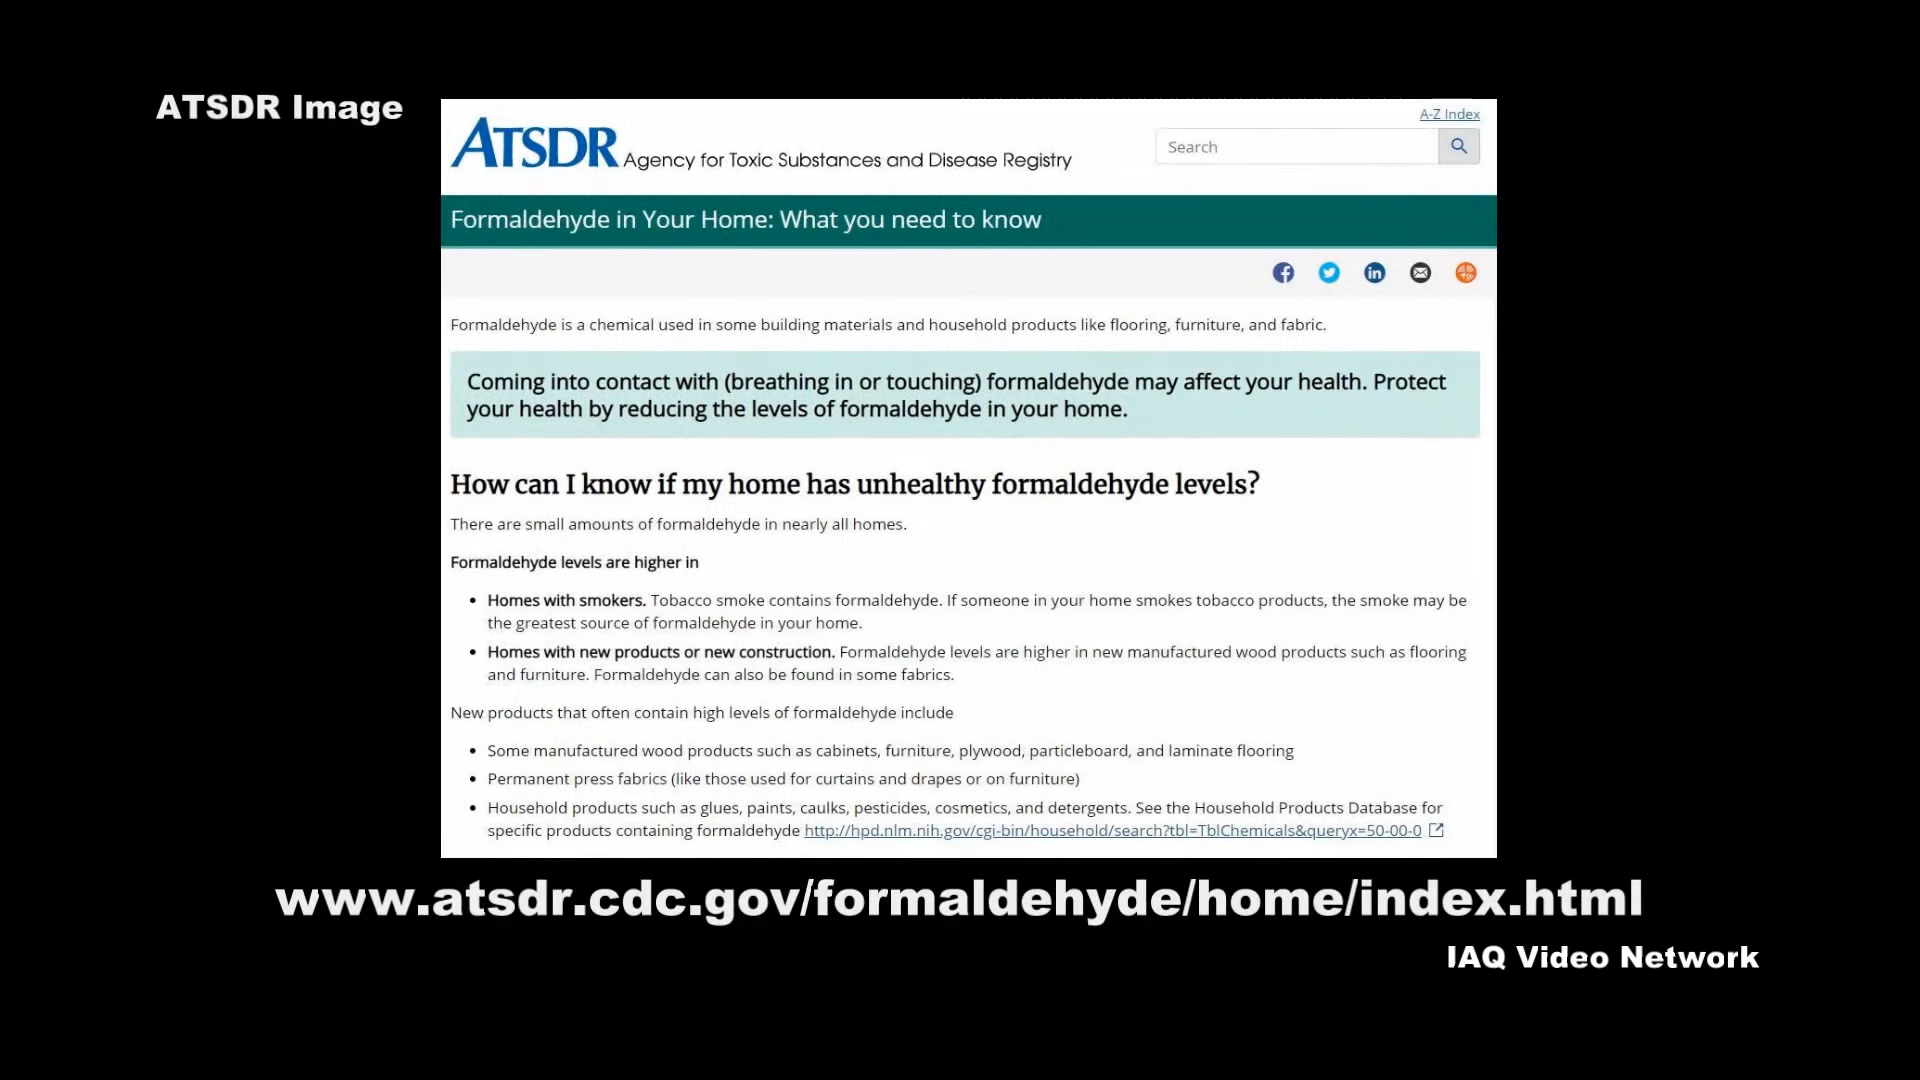 ATSDR Image
A-Z Index
ATSDR Agency for Toxic Substances and Disease Registry
Search
Formaldehyde in Your Home: What you need to know
Formaldehyde is a chemical used in some building materials and household products like flooring, furniture, and fabric.
Coming into contact with (breathing in or touching) formaldehyde may affect your health. Protect
your health by reducing the levels of formaldehyde in your home.
How can I know if my home has unhealthy formaldehyde levels?
There are small amounts of formaldehyde in nearly all homes.
Formaldehyde levels are higher in
• Homes with smokers. Tobacco smoke contains formaldehyde. If someone in your home smokes tobacco products, the smoke may be
the greatest source of formaldehyde in your home.
• Homes with new products or new construction. Formaldehyde levels are higher in new manufactured wood products such as flooring
and furniture. Formaldehyde can also be found in some fabrics.
New products that often contain high levels of formaldehyde include
• Some manufactured wood products such as cabinets, furniture, plywood, particleboard, and laminate flooring
• Permanent press fabrics (like those used for curtains and drapes or on furniture)
• Household products such as glues, paints, caulks, pesticides, cosmetics, and detergents. See the Household Products Database for
specific products containing formaldehyde http://hpd.nlm.nih.gov/cgi-bin/household/search?tbl=TblChemicals&queryx=50-00-0
www.atsdr.cdc.gov/formaldehyde/home/index.html
IAQ Video Network